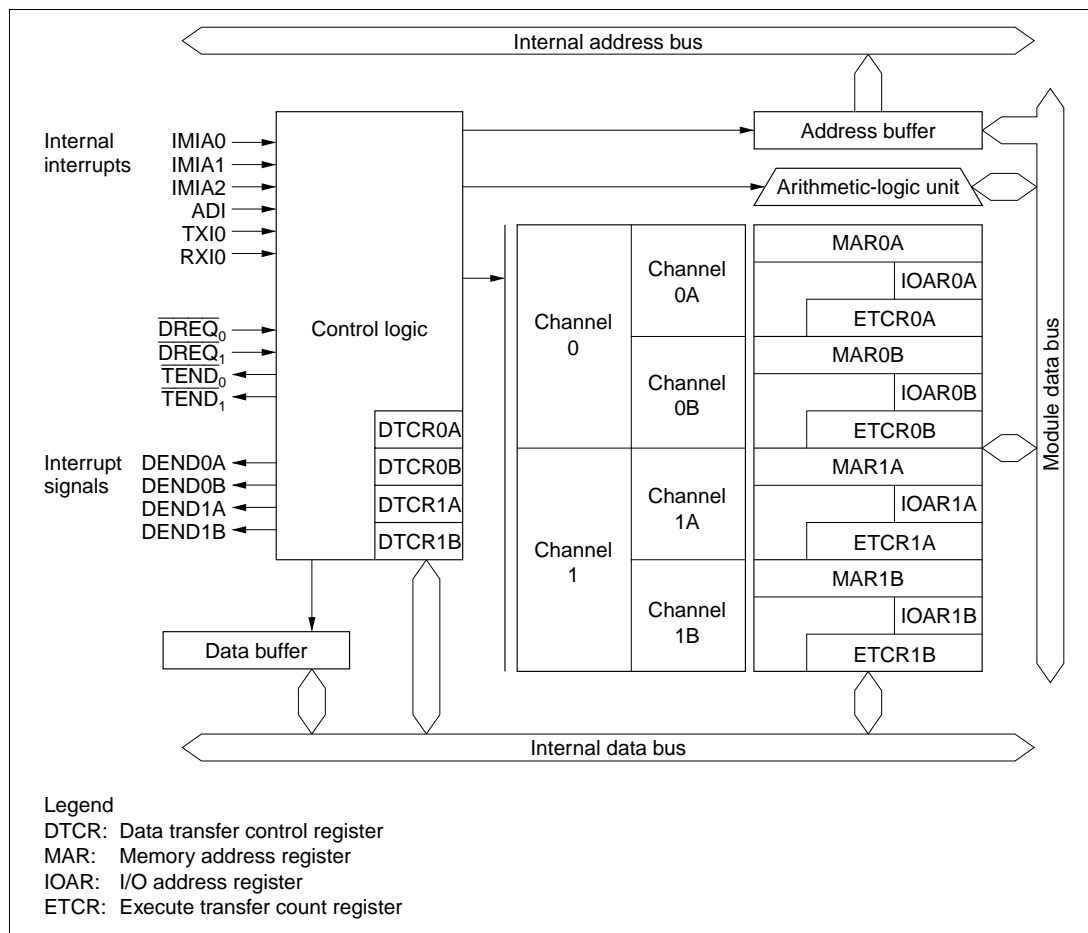 Internal address bus
Internal
interrupts
IMIA0
IMIA1
IMIA2
ADI
TXI0
RXI0
DREQ0
DREQ1
TEND0
TEND1
Interrupt
signals
DEND0A
DEND0B
DEND1A
DEND1B
Control logic
DTCR0A
DTCR0B
DTCR1A
DTCR1B
Data buffer
Address buffer
Arithmetic-logic unit
Channel
0
Channel
1
Channel
0A
Channel
0B
Channel
1A
Channel
1B
MAR0A
IOAR0A
ETCR0A
MAR0B
IOAR0B
ETCR0B
MAR1A
IOAR1A
ETCR1A
MAR1B
IOAR1B
ETCR1B
Module data bus
Internal data bus
Legend
DTCR: Data transfer control register
MAR: Memory address register
IOAR: I/O address register
ETCR: Execute transfer count register